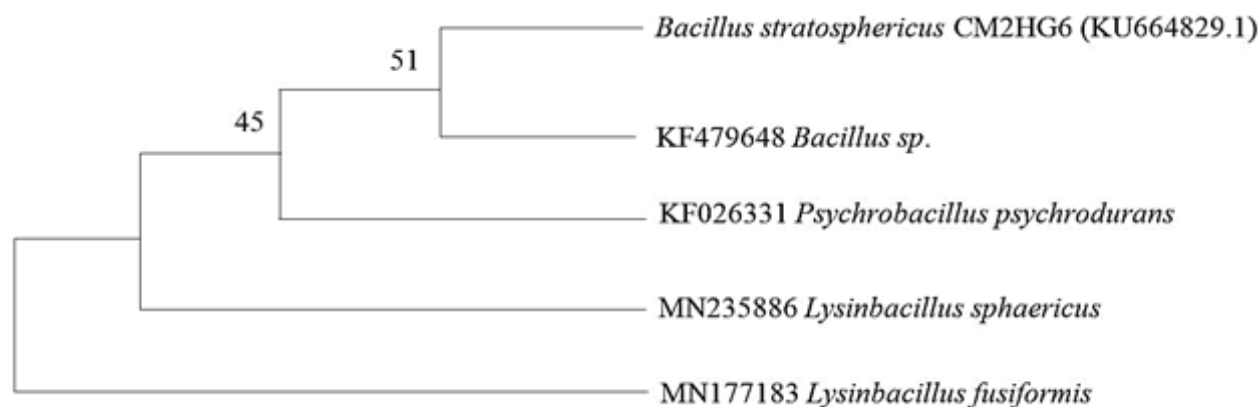 Bacillus stratosphericus CM2HG6 (KU664829.1)
51
45
KF479648 Bacillus sp.
KF026331 Psychrobacillus psychrodurans
MN235886 Lysinbacillus sphaericus
MN177183 Lysinbacillus fusiformis